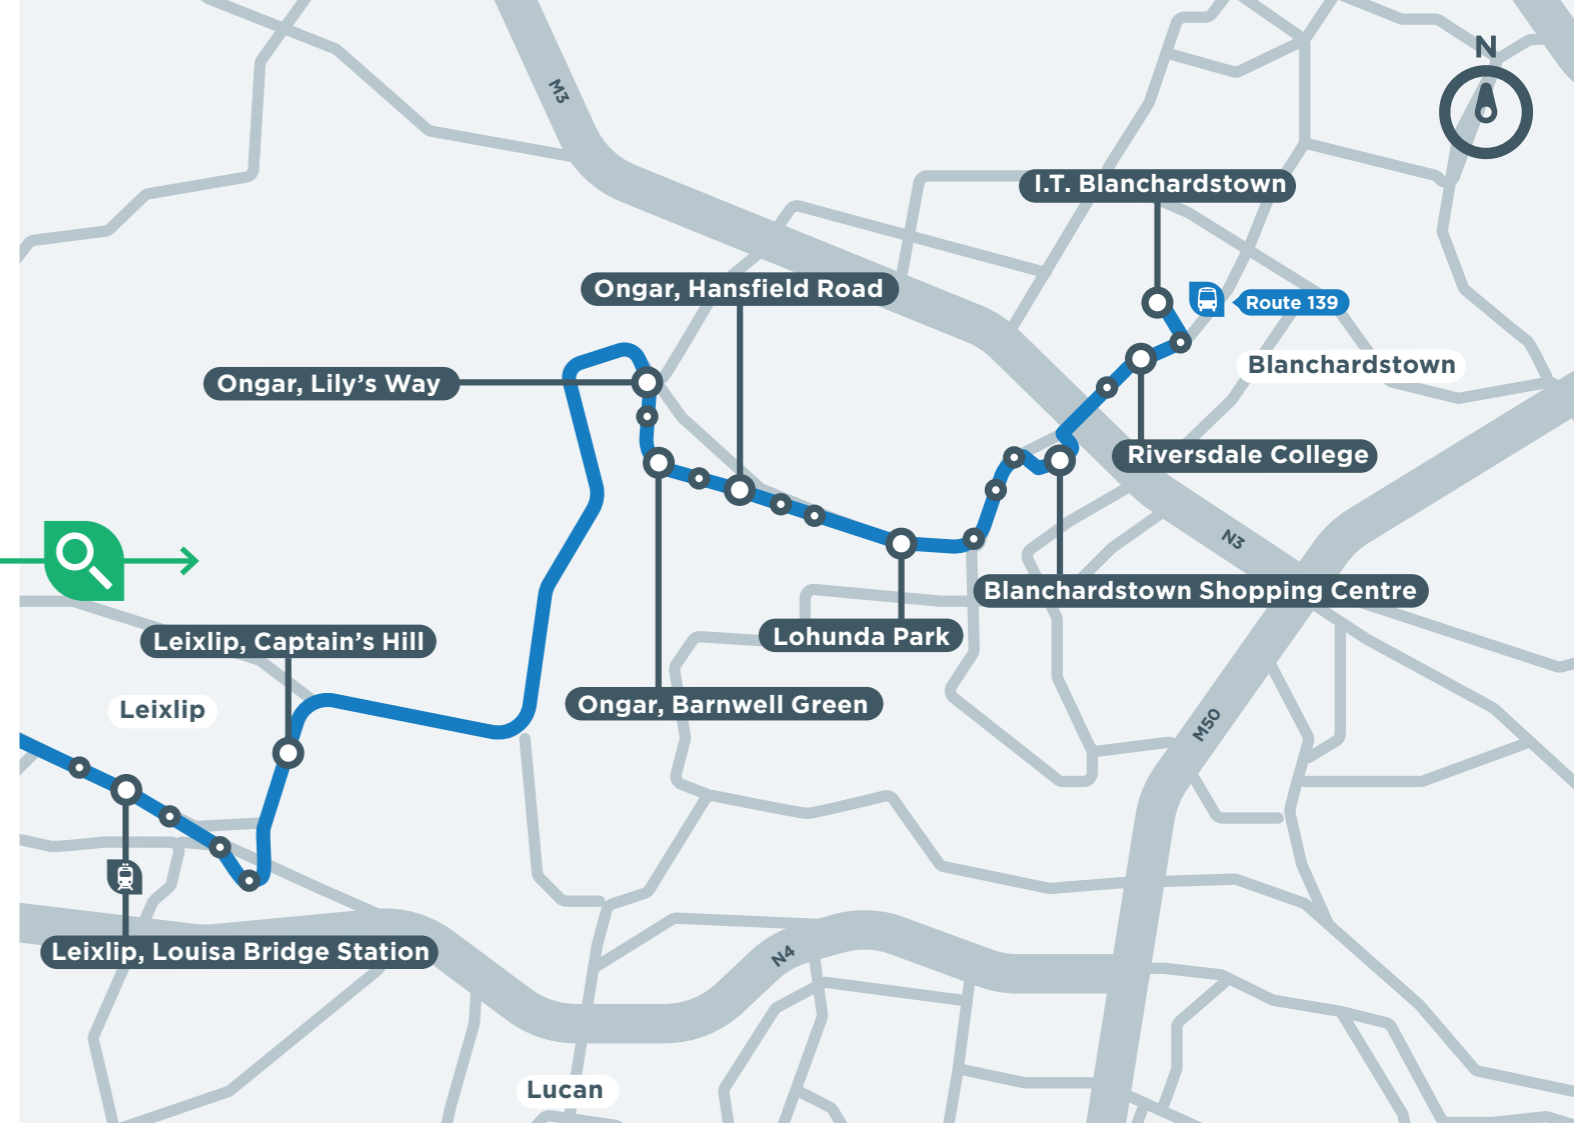 N
M3
I.T. Blanchardstown
Ongar, Hansfield Road
Route 139
Blanchardstown
Ongar, Lily's Way
Riversdale College
N3
Blanchardstown Shopping Centre
Leixlip, Captain's Hill
Lohunda Park
Leixlip
Ongar, Barnwell Green
M50
Leixlip, Louisa Bridge Station
N4
Lucan